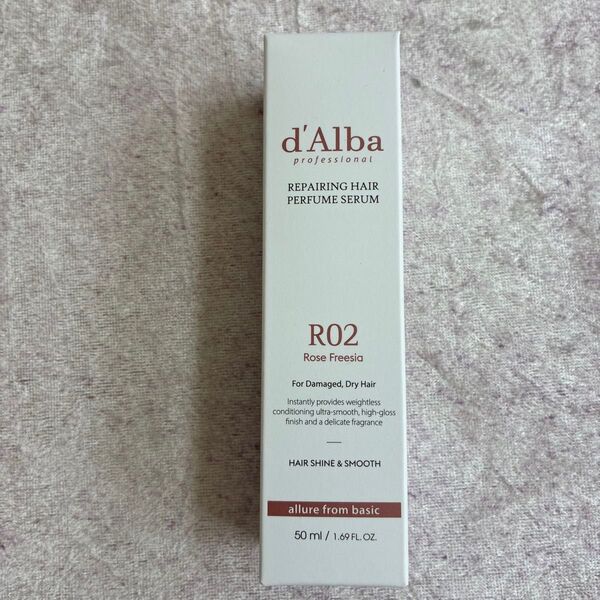 d'Alba
professional
REPAIRING HAIR
PERFUME SERUM
R02
Rose Freesia
For Damaged, Dry Hair
Instantly provides weightless
conditioning ultra-smooth, high-gloss
finish and a delicate fragrance
HAIR SHINE & SMOOTH
allure from basic
50 ml / 1.69 FL. OZ.